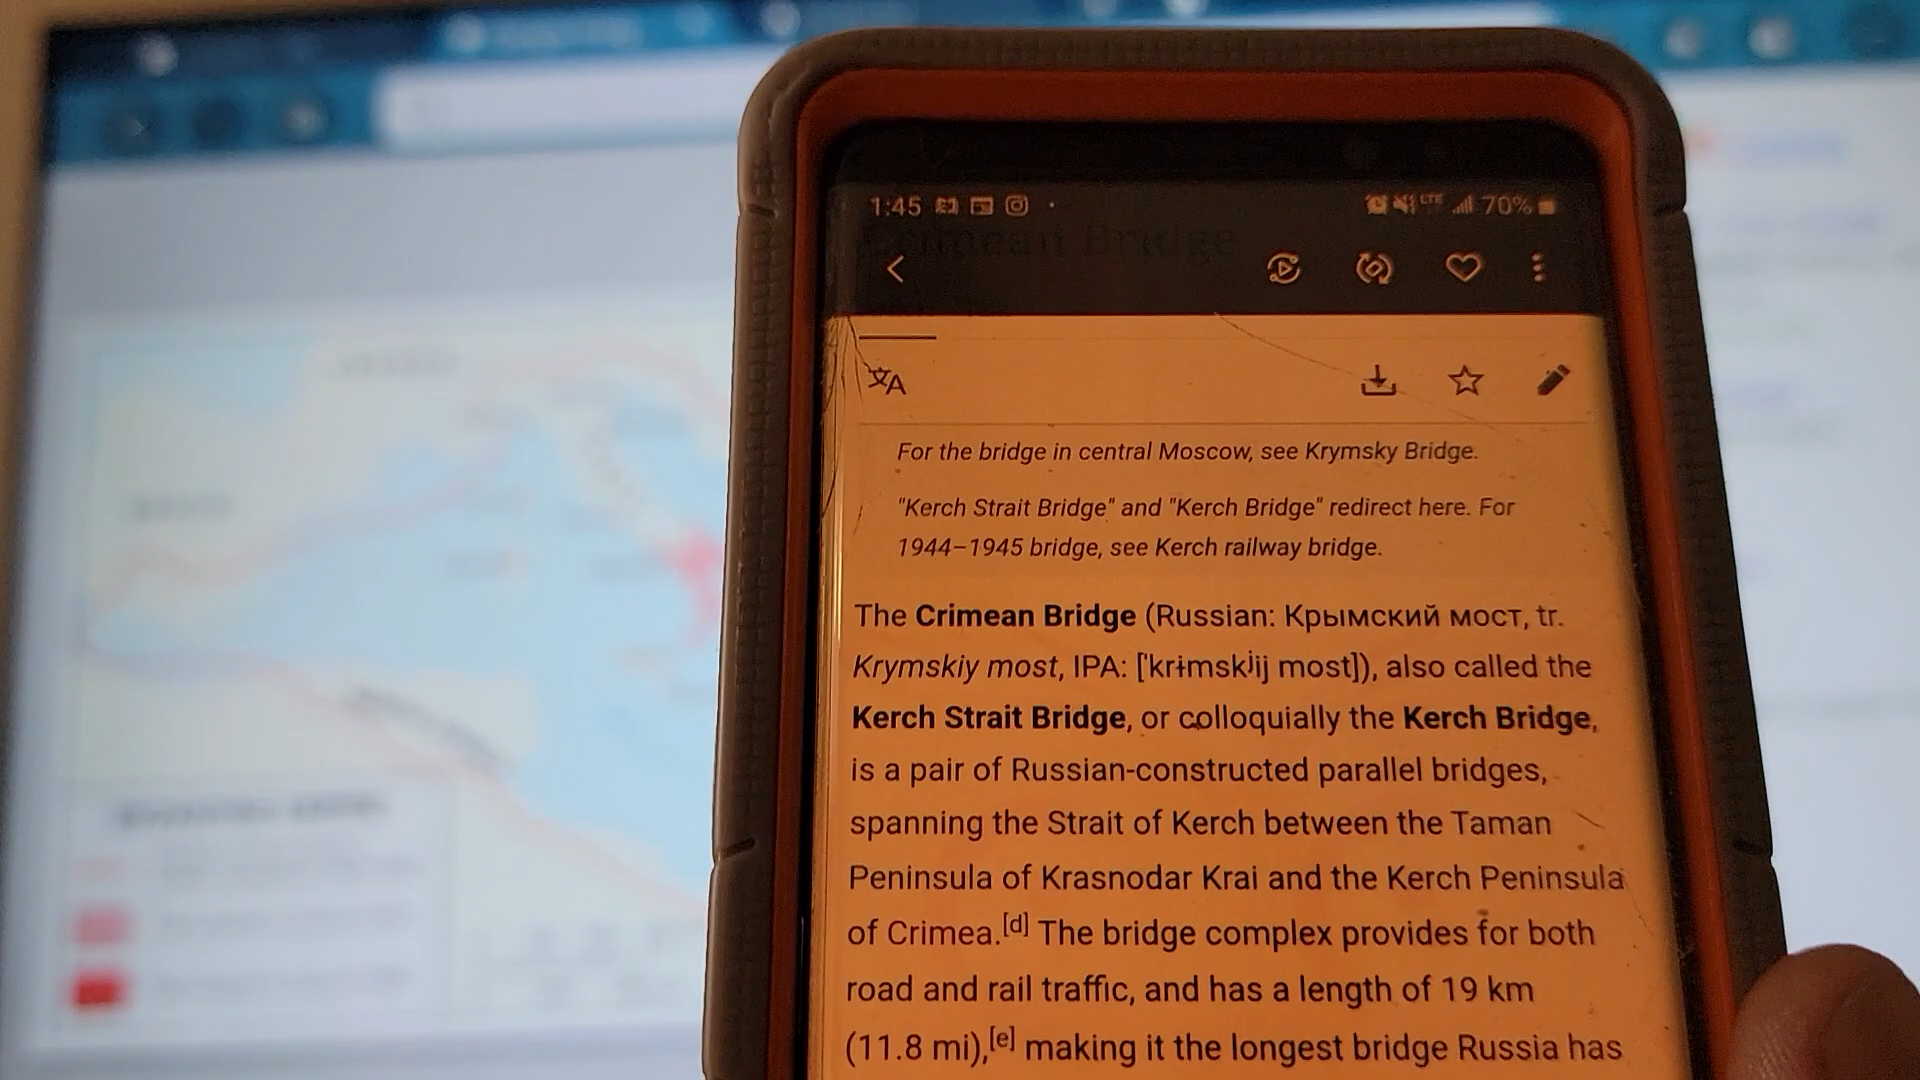 1:45
LTE 70%
Crimean Bridge
For the bridge in central Moscow, see Krymsky Bridge.
"Kerch Strait Bridge" and "Kerch Bridge" redirect here. For
1944–1945 bridge, see Kerch railway bridge.
The Crimean Bridge (Russian: Крымский мост, tr.
Krymskiy most, IPA: [ˈkrɨmskʲij most]), also called the
Kerch Strait Bridge, or colloquially the Kerch Bridge,
is a pair of Russian-constructed parallel bridges,
spanning the Strait of Kerch between the Taman
Peninsula of Krasnodar Krai and the Kerch Peninsula
of Crimea.[d] The bridge complex provides for both
road and rail traffic, and has a length of 19 km
(11.8 mi),[e] making it the longest bridge Russia has